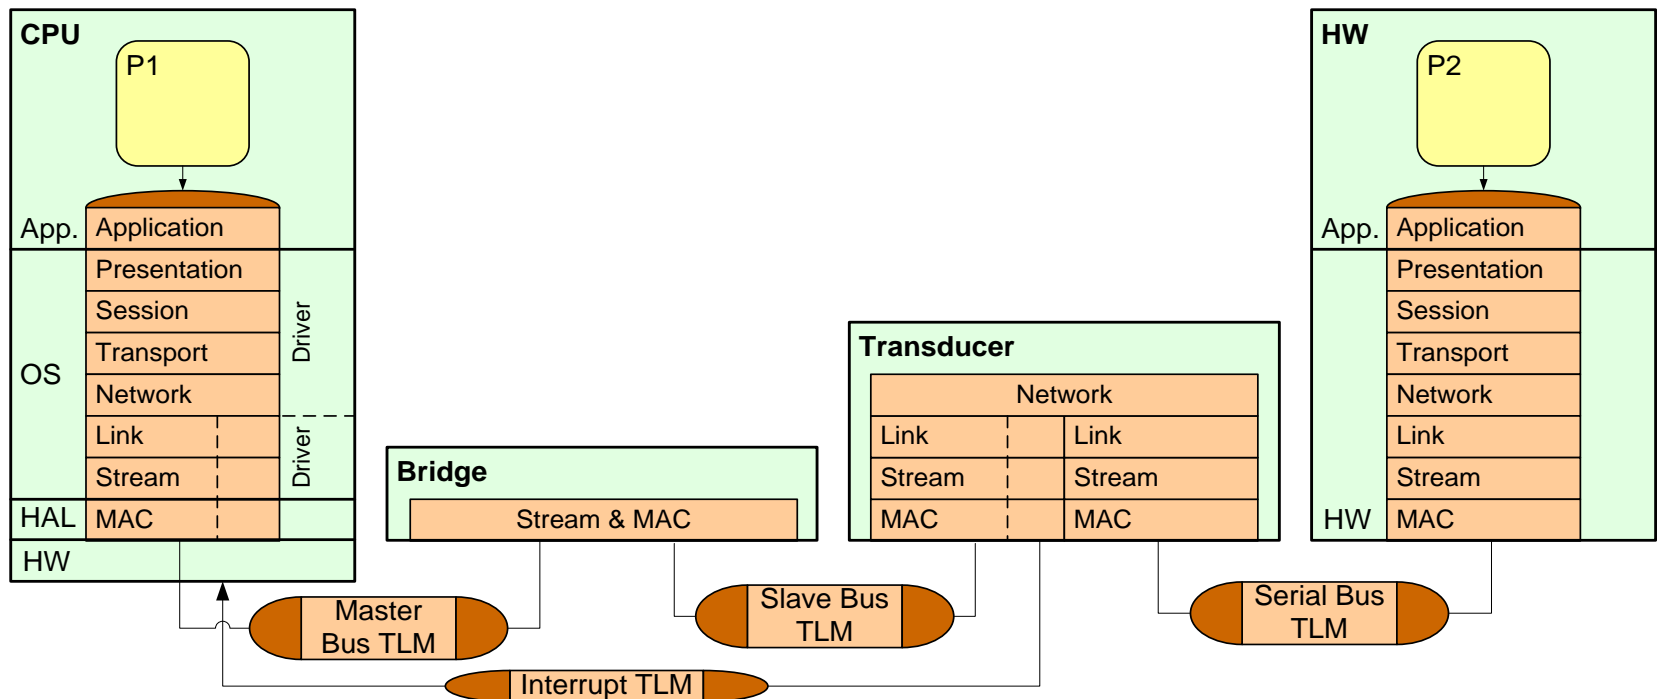 CPU
P1
App.
Application
OS
Presentation
Session
Transport
Network
Link
Stream
Driver
Driver
HAL
MAC
HW
Bridge
Stream & MAC
Transducer
Network
Link
Link
Stream
Stream
MAC
MAC
HW
P2
App.
Application
Presentation
Session
Transport
Network
Link
Stream
HW
MAC
Master
Bus TLM
Slave Bus
TLM
Serial Bus
TLM
Interrupt TLM